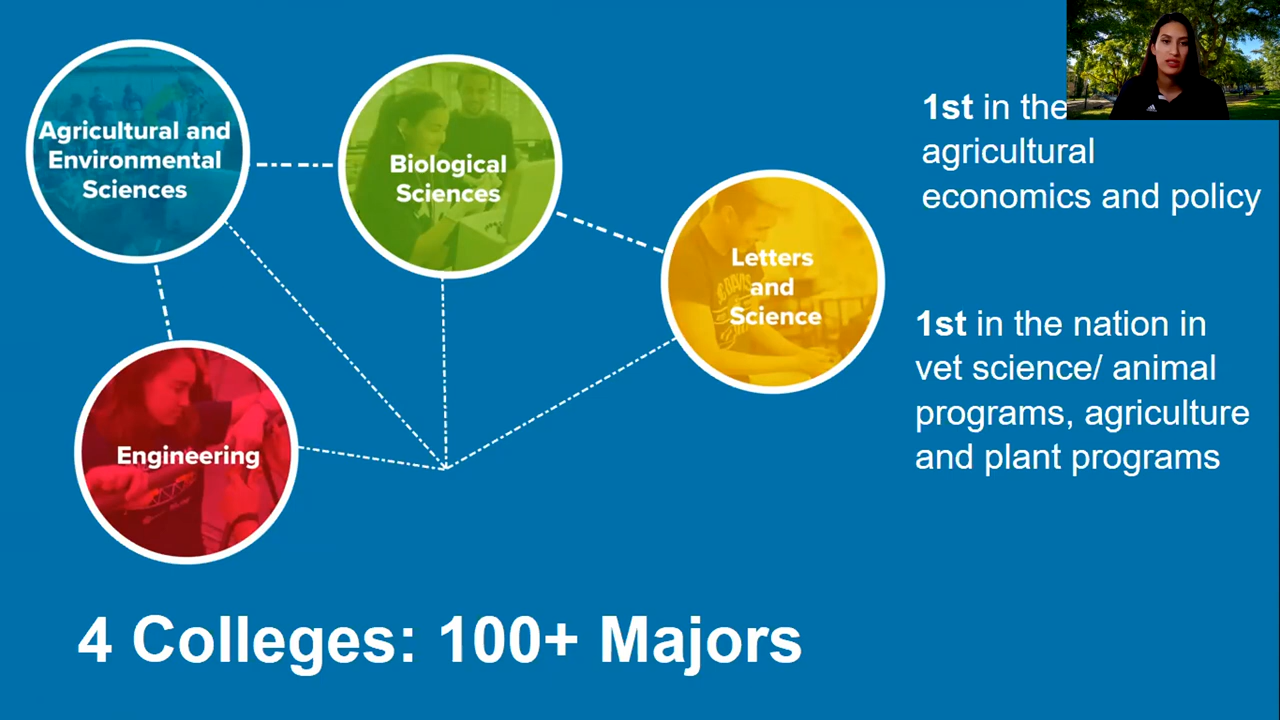 Agricultural and
Environmental
Sciences
Biological
Sciences
Letters
and
Science
Engineering
1st in the
agricultural
economics and policy
1st in the nation in
vet science/ animal
programs, agriculture
and plant programs
4 Colleges: 100+ Majors